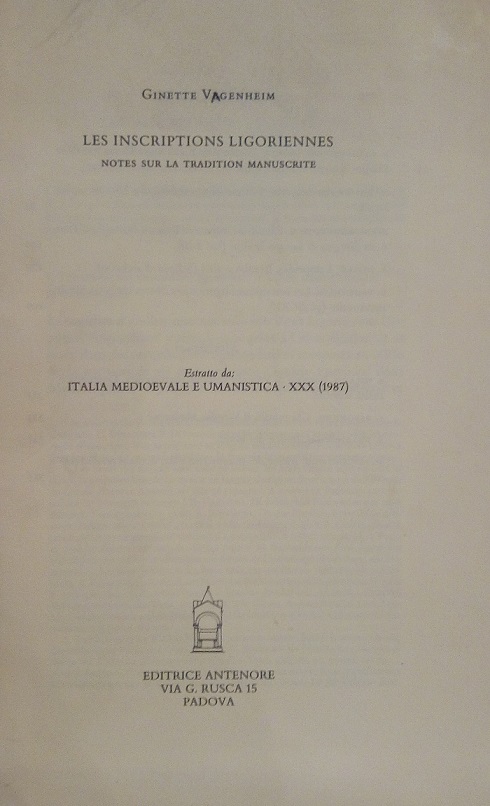 GINETTE VAGENHEIM
LES INSCRIPTIONS LIGORIENNES
NOTES SUR LA TRADITION MANUSCRITE
Estratto da:
ITALIA MEDIOEVALE E UMANISTICA · XXX (1987)
EDITRICE ANTENORE
VIA G. RUSCA 15
PADOVA